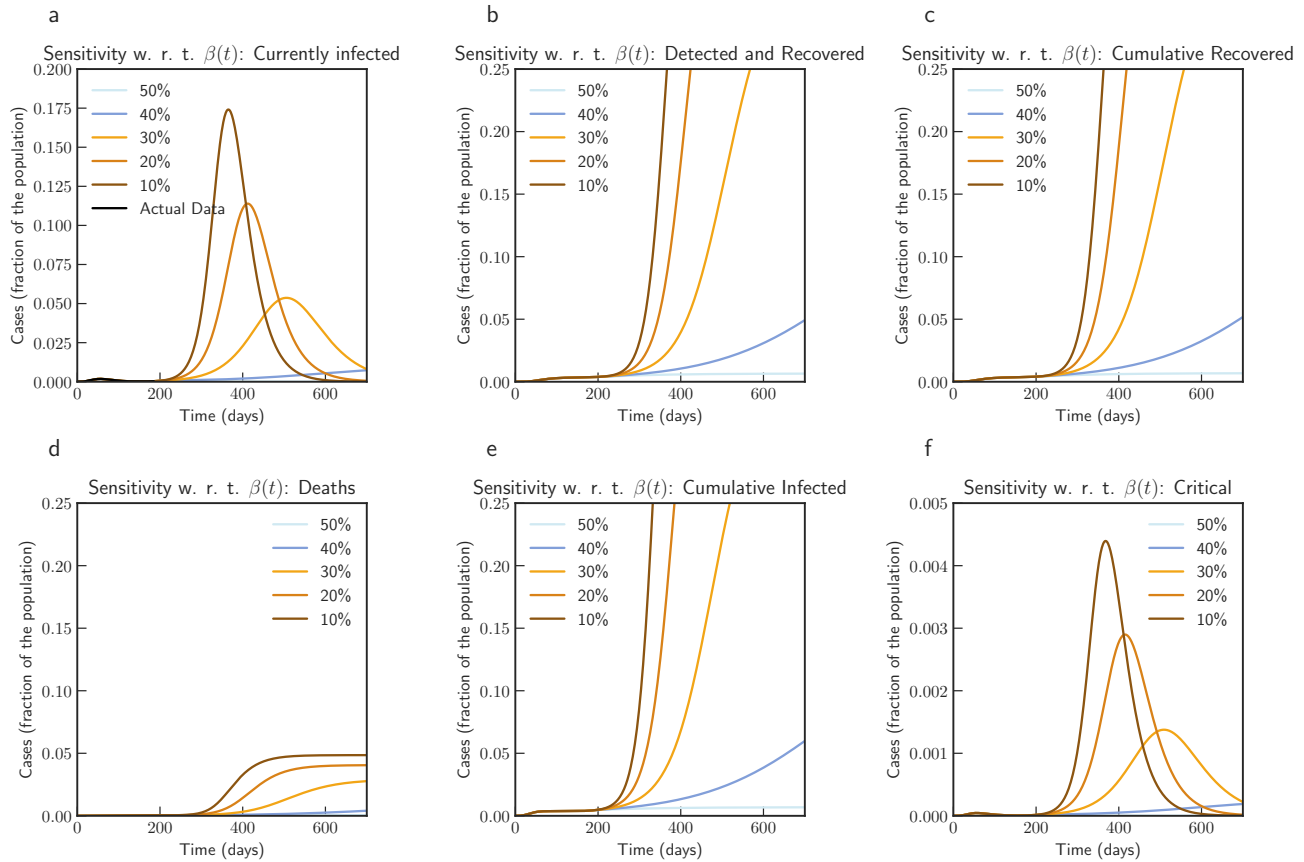 a
Sensitivity w. r. t. β(t): Currently infected
Cases (fraction of the population)
0.200
0.175
0.150
0.125
0.100
0.075
0.050
0.025
0.000
50%
40%
30%
20%
10%
Actual Data
0 200 400 600
Time (days)
b
Sensitivity w. r. t. β(t): Detected and Recovered
Cases (fraction of the population)
0.25
0.20
0.15
0.10
0.05
0.00
50%
40%
30%
20%
10%
0 200 400 600
Time (days)
c
Sensitivity w. r. t. β(t): Cumulative Recovered
Cases (fraction of the population)
0.25
0.20
0.15
0.10
0.05
0.00
50%
40%
30%
20%
10%
0 200 400 600
Time (days)
d
Sensitivity w. r. t. β(t): Deaths
Cases (fraction of the population)
0.25
0.20
0.15
0.10
0.05
0.00
50%
40%
30%
20%
10%
0 200 400 600
Time (days)
e
Sensitivity w. r. t. β(t): Cumulative Infected
Cases (fraction of the population)
0.25
0.20
0.15
0.10
0.05
0.00
50%
40%
30%
20%
10%
0 200 400 600
Time (days)
f
Sensitivity w. r. t. β(t): Critical
Cases (fraction of the population)
0.005
0.004
0.003
0.002
0.001
0.000
50%
40%
30%
20%
10%
0 200 400 600
Time (days)